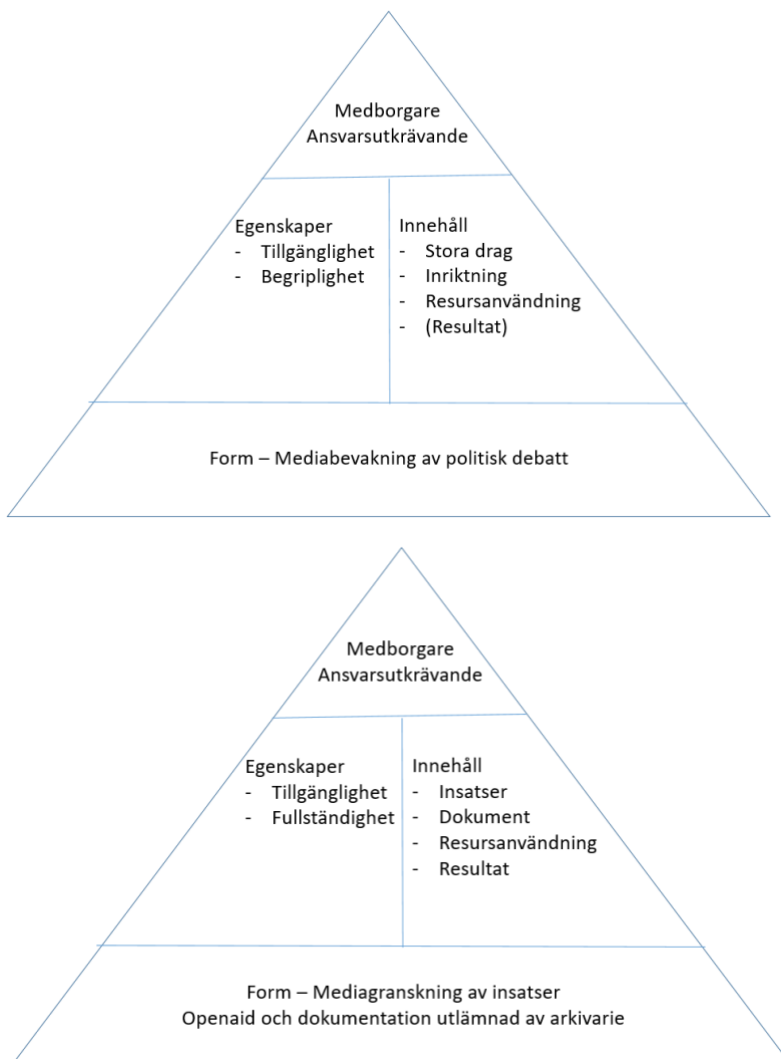 Medborgare
Ansvarsutkrävande
Egenskaper
- Tillgänglighet
- Begriplighet
Innehåll
- Stora drag
- Inriktning
- Resursanvändning
- (Resultat)
Form – Mediabevakning av politisk debatt
Medborgare
Ansvarsutkrävande
Egenskaper
- Tillgänglighet
- Fullständighet
Innehåll
- Insatser
- Dokument
- Resursanvändning
- Resultat
Form – Mediagranskning av insatser
Openaid och dokumentation utlämnad av arkivarie